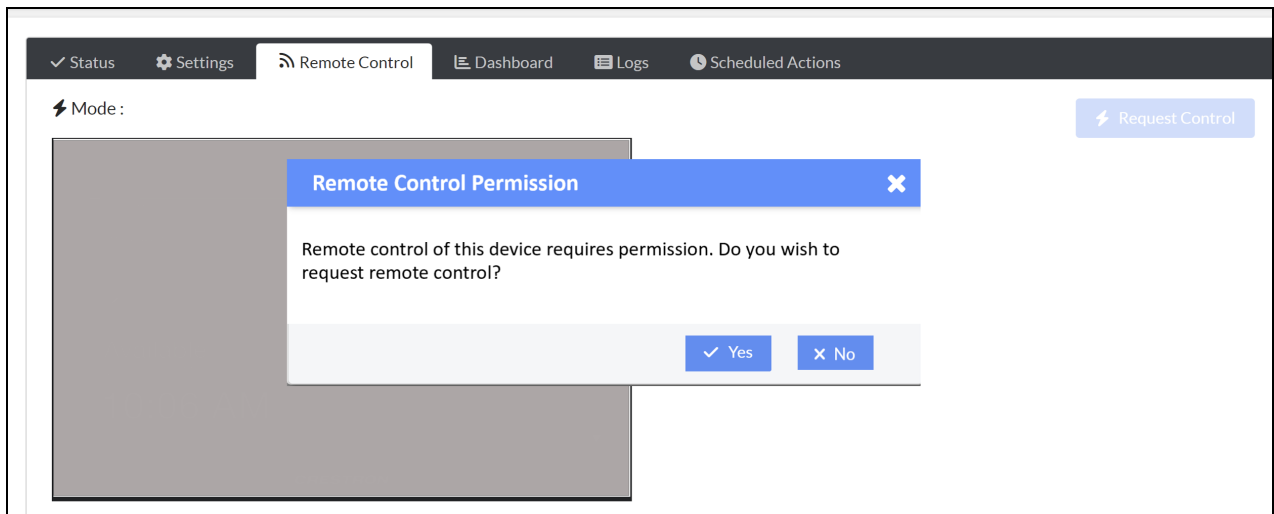 Status Settings Remote Control Dashboard Logs Scheduled Actions
Mode :
Request Control
Remote Control Permission
Remote control of this device requires permission. Do you wish to
request remote control?
Yes No